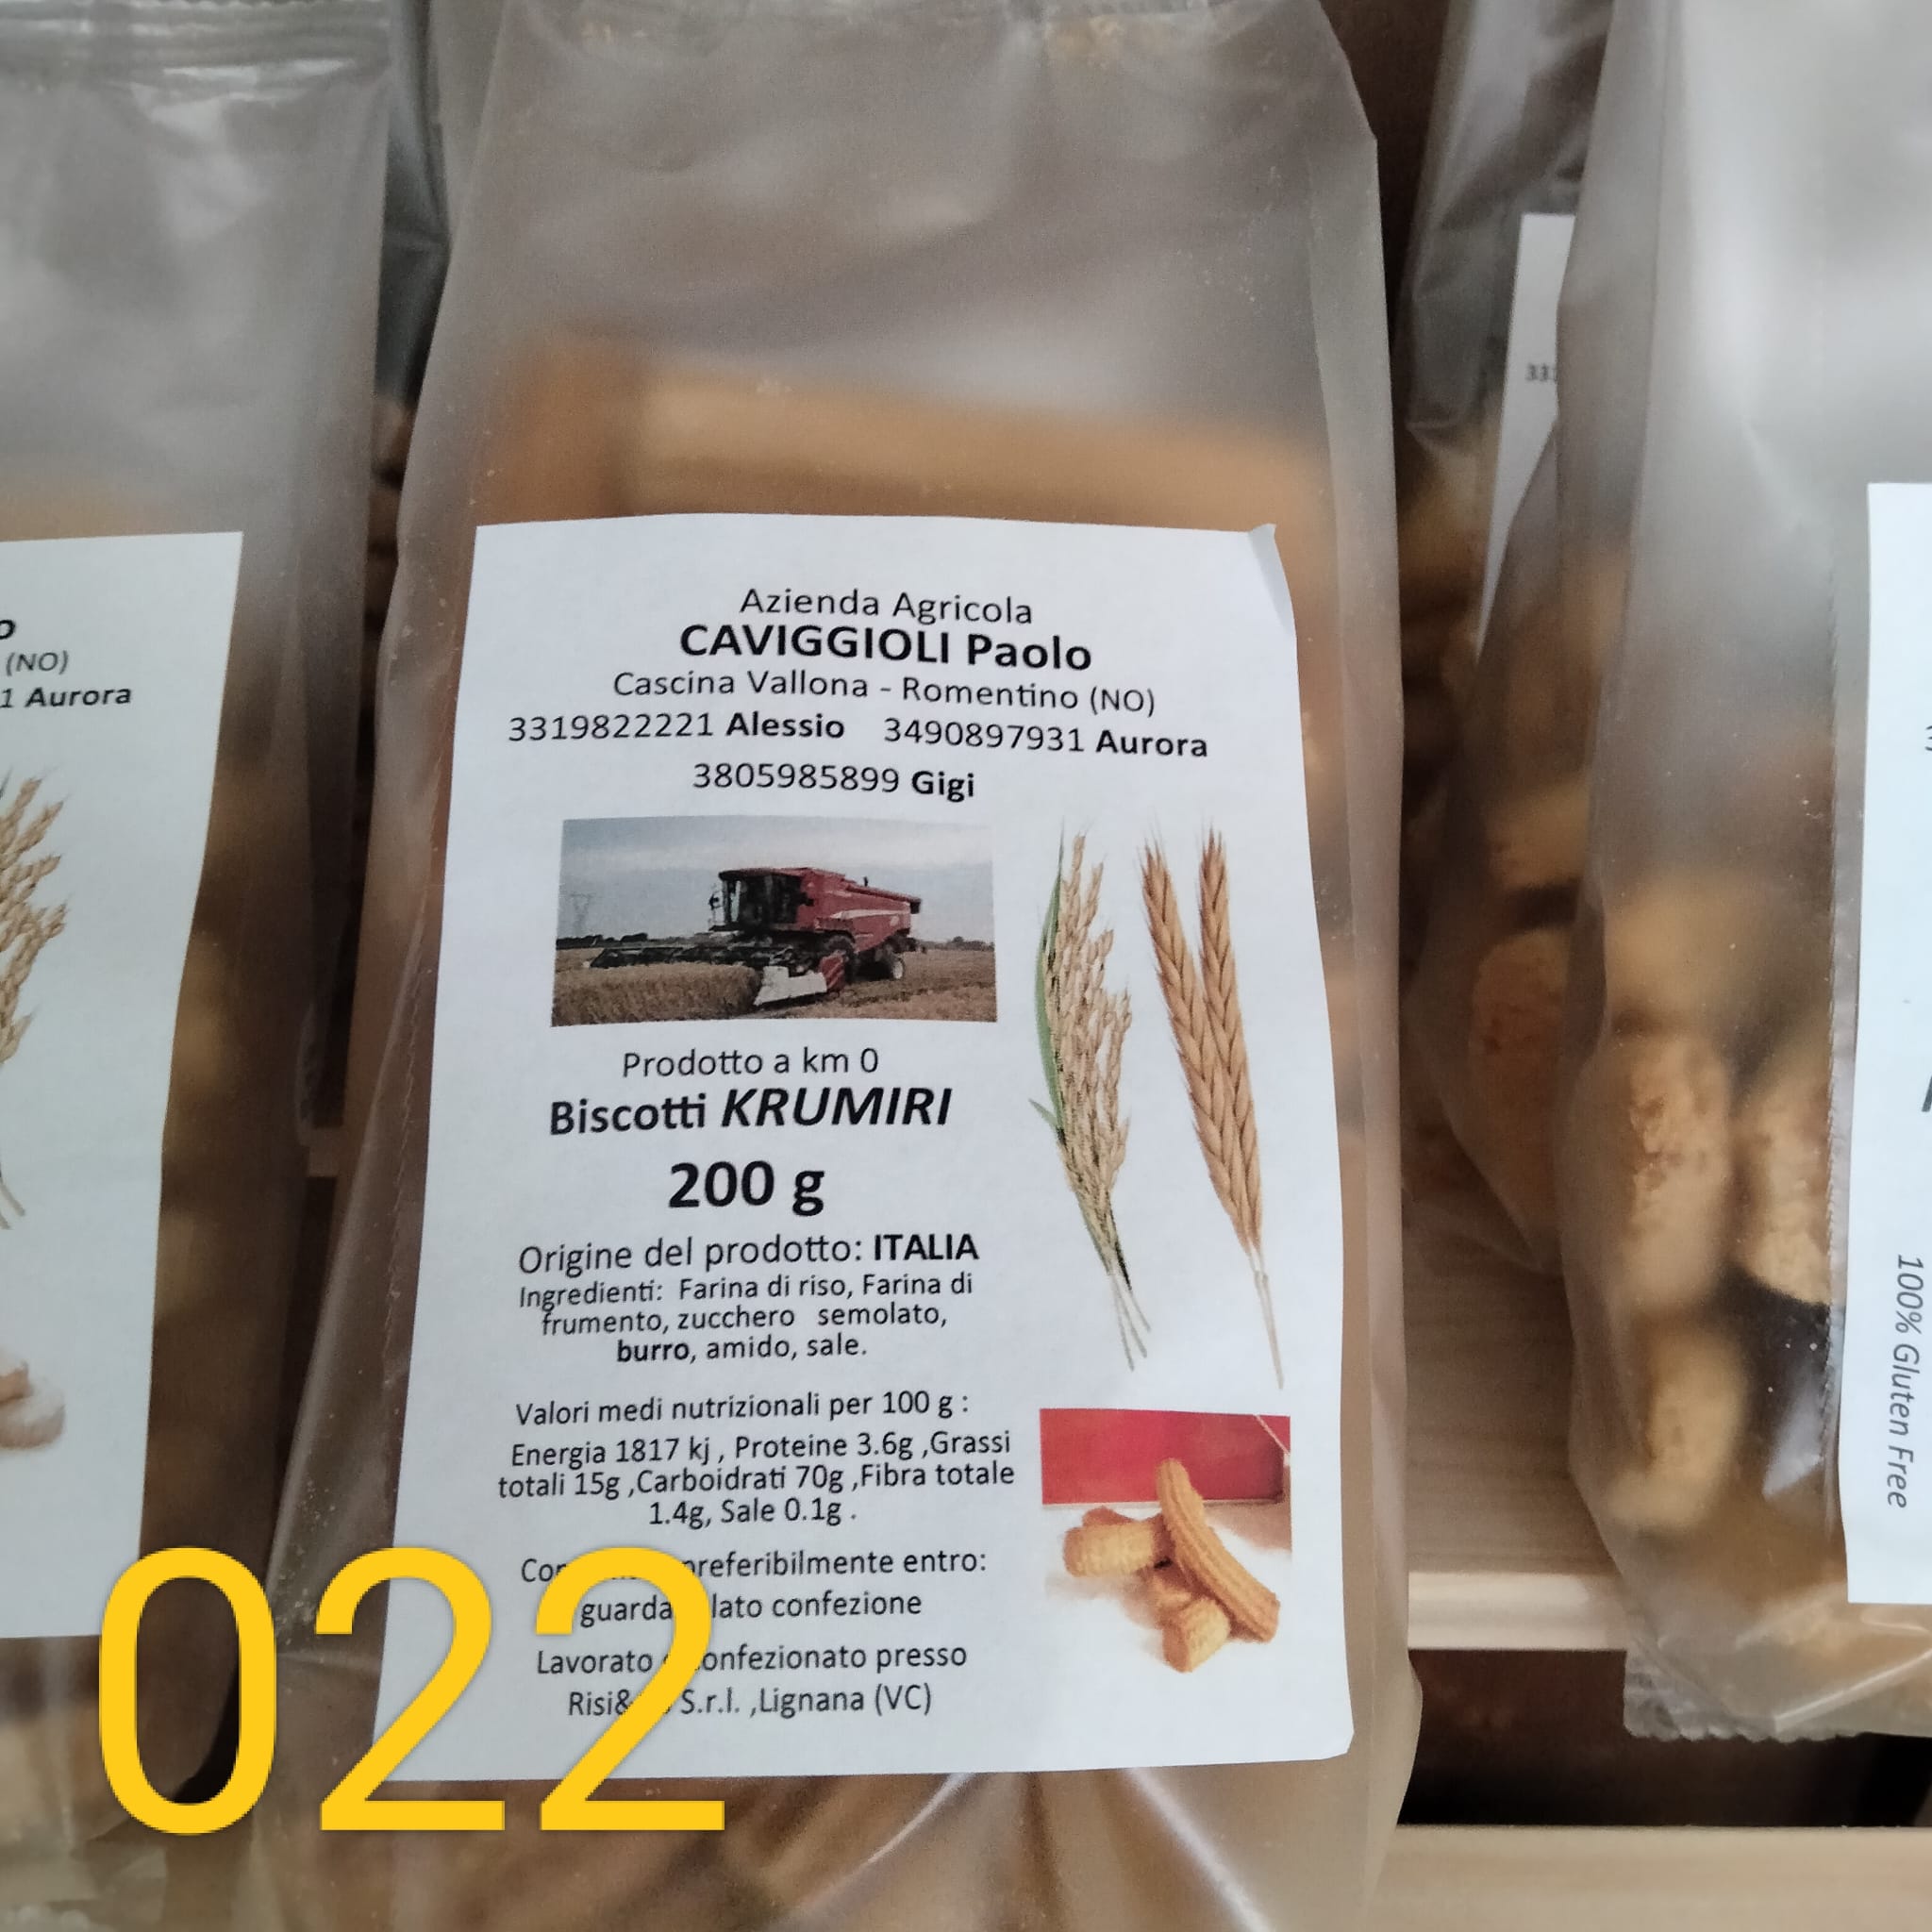 Azienda Agricola
CAVIGGIOLI Paolo
Cascina Vallona - Romentino (NO)
3319822221 Alessio 3490897931 Aurora
3805985899 Gigi
Prodotto a km 0
Biscotti KRUMIRI
200 g
Origine del prodotto: ITALIA
Ingredienti: Farina di riso, Farina di
frumento, zucchero semolato,
burro, amido, sale.
Valori medi nutrizionali per 100 g :
Energia 1817 kj , Proteine 3.6g ,Grassi
totali 15g ,Carboidrati 70g ,Fibra totale
1.4g, Sale 0.1g .
preferibilmente entro:
guarda lato confezione
Lavorato confezionato presso
S.r.l. ,Lignana (VC)
022
(NO)
1 Aurora
331
100% Gluten Free